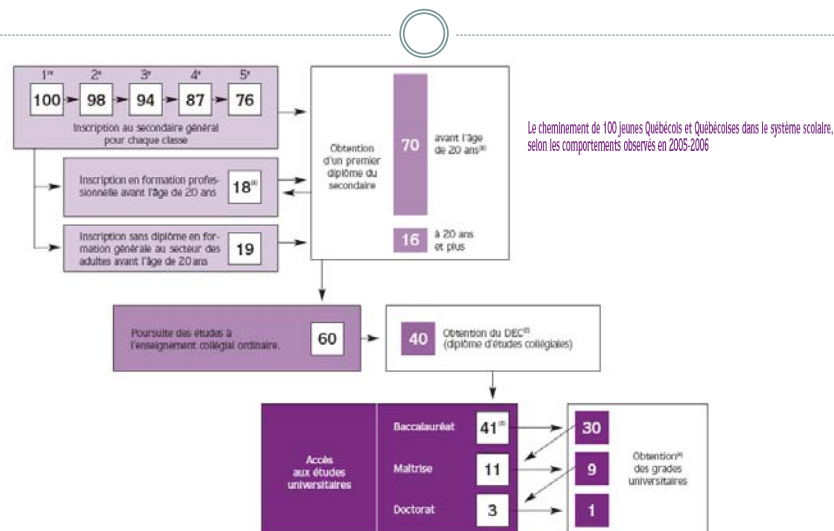 Le cheminement de 100 jeunes Québécois et Québécoises dans le système scolaire,
selon les comportements observés en 2005-2006
1re 2e 3e 4e 5e
100 98 94 87 76
Inscription au secondaire général
pour chaque classe
Inscription en formation profes-
sionnelle avant l'âge de 20 ans
18
Inscription sans diplôme en for-
mation générale au secteur des
adultes avant l'âge de 20 ans
19
Obtention
d'un premier
diplôme du
secondaire
70
avant l'âge
de 20 ans
16
à 20 ans
et plus
Poursuite des études à
l'enseignement collégial ordinaire.
60
40
Obtention du DEC
(diplôme d'études collégiales)
Accès
aux études
universitaires
Baccalauréat 41 30
Maîtrise 11 9
Doctorat 3 1
Obtention
des grades
universitaires